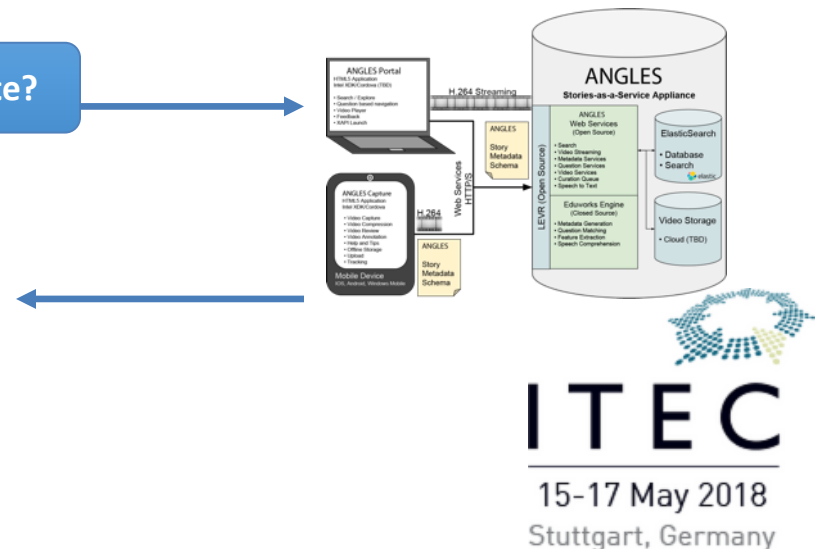 ce?
ANGLES Portal
HTML5 Application
Intel XDK/Cordova (TBD)
• Search / Explore
• Question based navigation
• Video Player
• Feedback
• XAPI Launch
H.264 Streaming
ANGLES
Story
Metadata
Schema
Web Services
HTTP/S
ANGLES Capture
HTML5 Application
Intel XDK/Cordova
• Video Capture
• Video Compression
• Video Review
• Video Annotation
• Help and Tips
• Offline Storage
• Upload
• Tracking
Mobile Device
iOS, Android, Windows Mobile
H.264
ANGLES
Story
Metadata
Schema
ANGLES
Stories-as-a-Service Appliance
LEVR (Open Source)
ANGLES
Web Services
(Open Source)
• Search
• Video Streaming
• Metadata Services
• Question Services
• Video Services
• Curation Queue
• Speech to Text
Eduworks Engine
(Closed Source)
• Metadata Generation
• Question Matching
• Feature Extraction
• Speech Comprehension
ElasticSearch
• Database
• Search
elastic
Video Storage
• Cloud (TBD)
ITEC
15-17 May 2018
Stuttgart, Germany